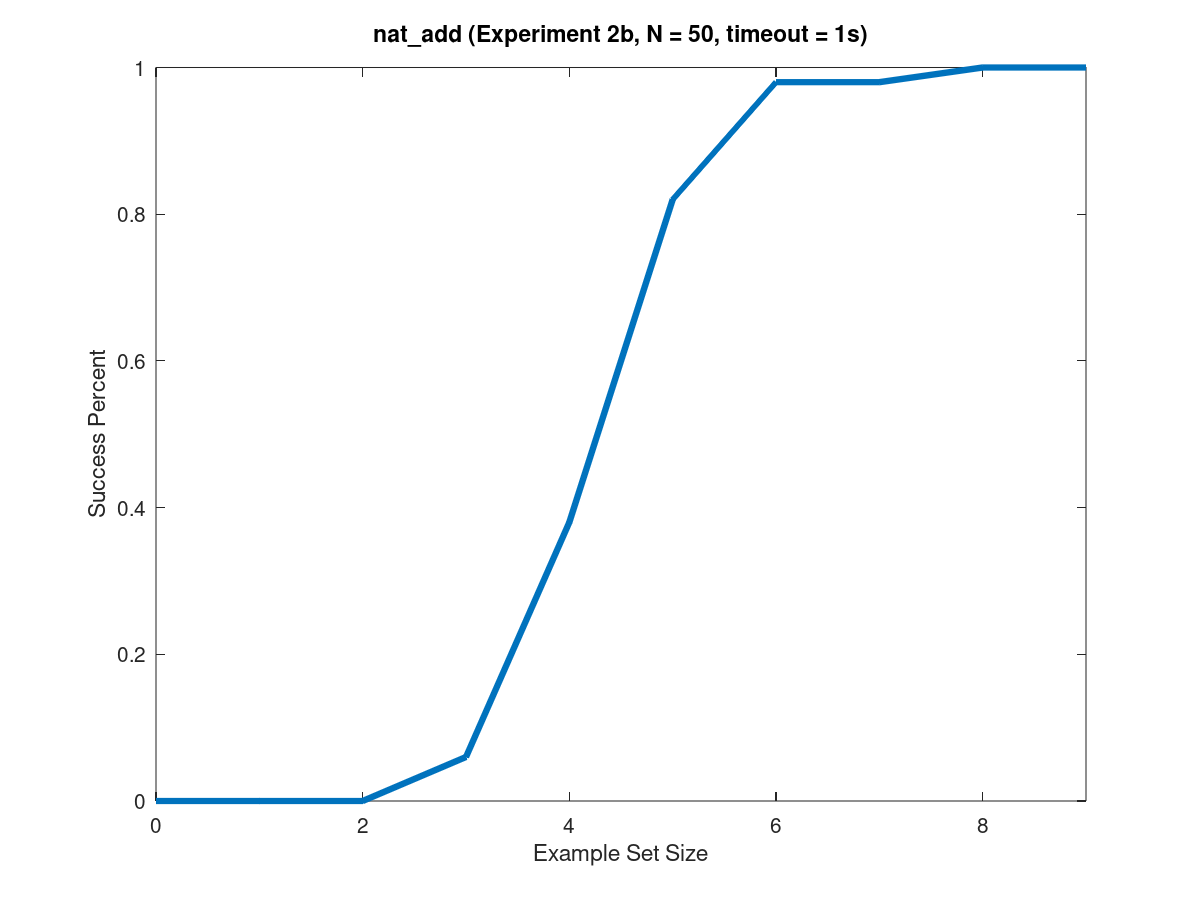 nat_add (Experiment 2b, N = 50, timeout = 1s)
1
0.8
0.6
0.4
0.2
0
Success Percent
0 2 4 6 8
Example Set Size